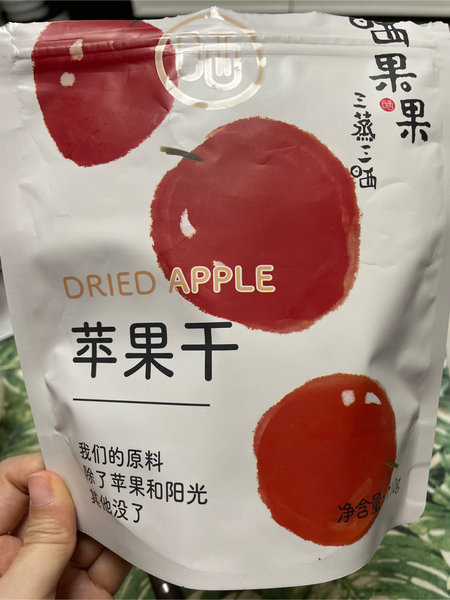 晒果果
三蒸三晒
DRIED APPLE
苹果干
我们的原料
除了苹果和阳光
其他没了
净含量